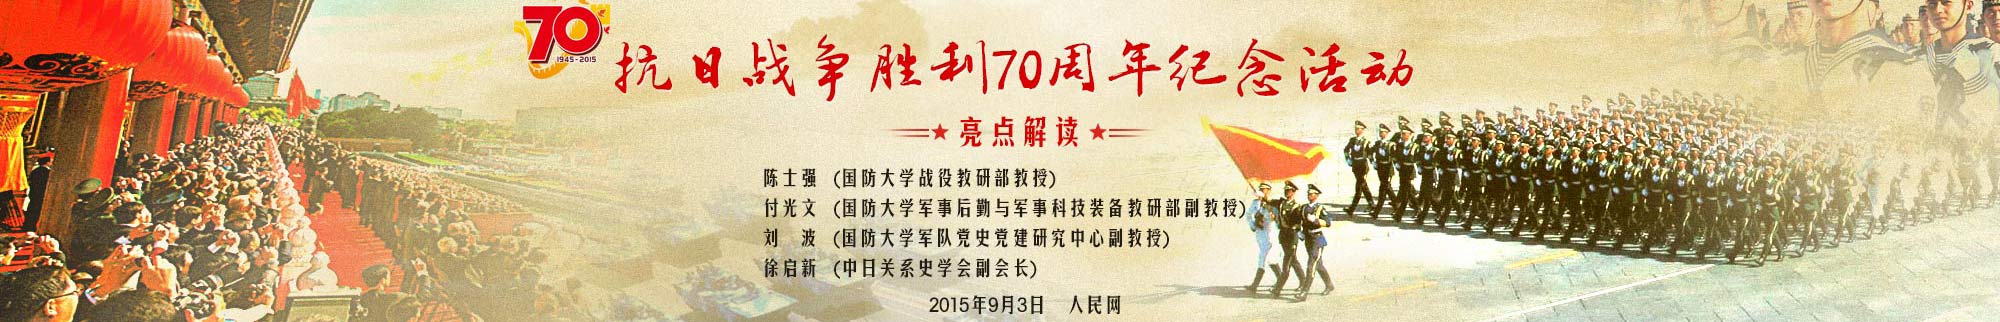 70
1945-2015
抗日战争胜利70周年纪念活动
亮点解读
陈士强 (国防大学战役教研部教授)
付光文 (国防大学军事后勤与军事科技装备教研部副教授)
刘 波 (国防大学军队党史党建研究中心副教授)
徐启新 (中日关系史学会副会长)
2015年9月3日 人民网